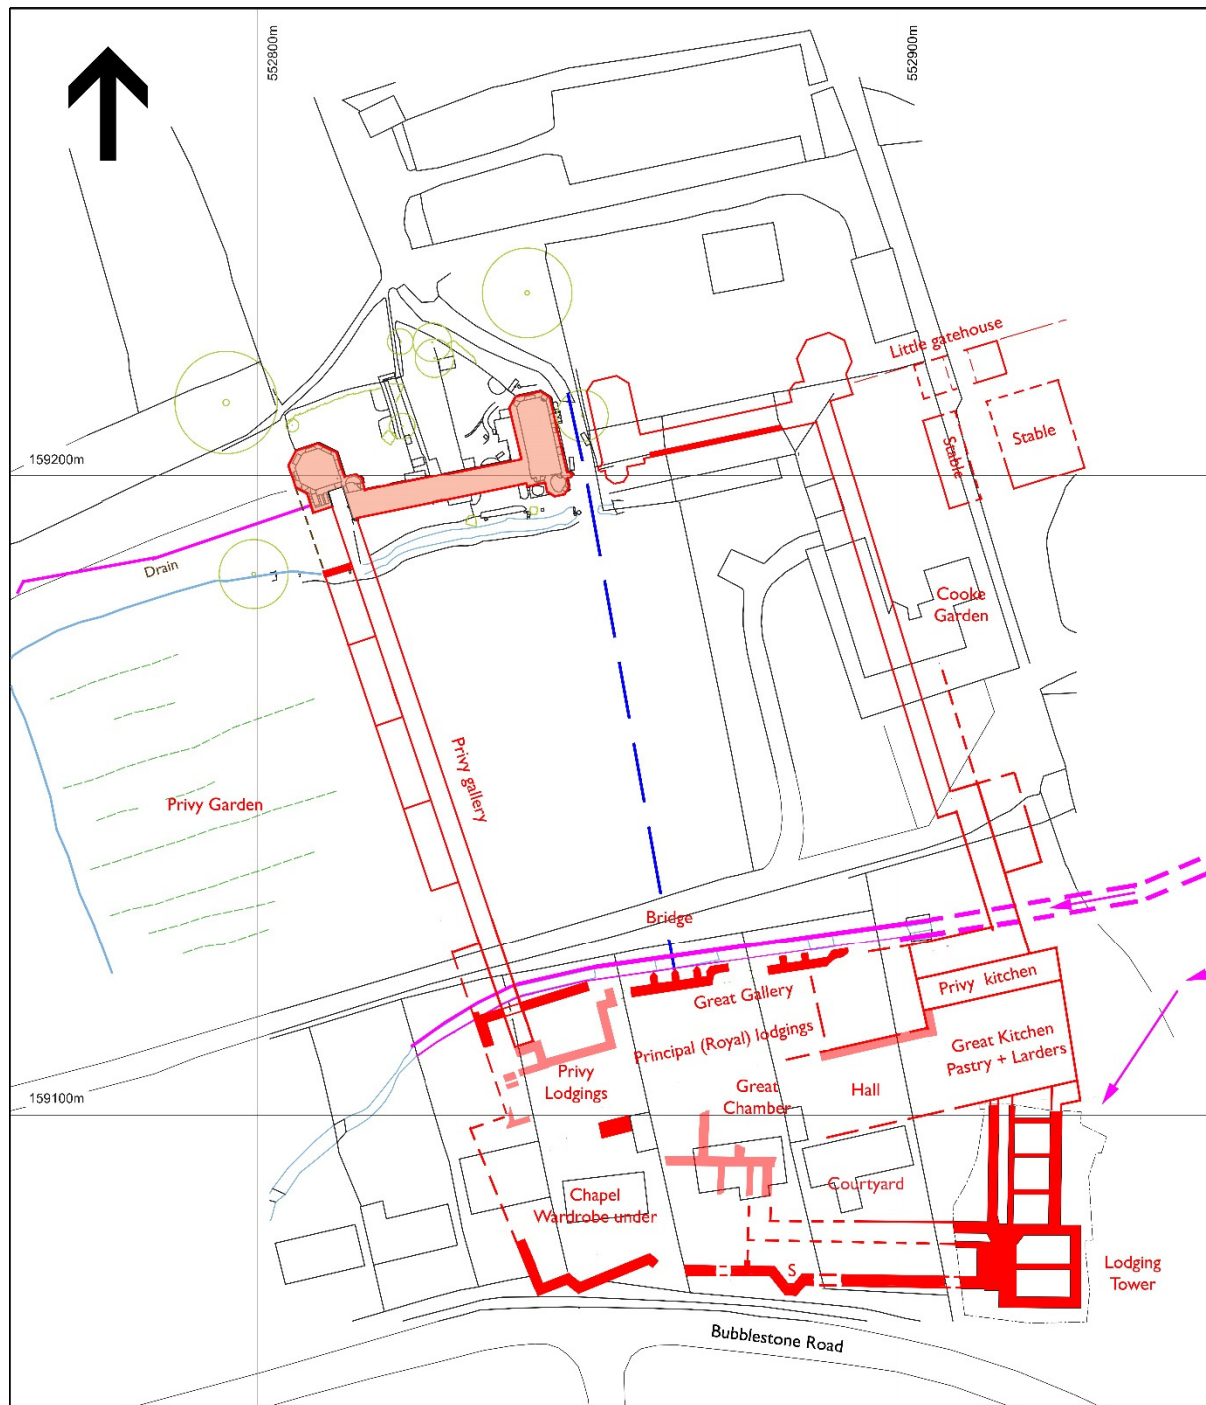 552800m
552900m
Little gatehouse
159200m
Stable
Stable
Drain
Cooke
Garden
Privy gallery
Privy Garden
Bridge
Privy kitchen
Great Gallery
Great Kitchen
Pastry + Larders
Principal (Royal) lodgings
Privy
Lodgings
Great
Chamber
Hall
159100m
Courtyard
Chapel
Wardrobe under
S
Lodging
Tower
Bubblestone Road